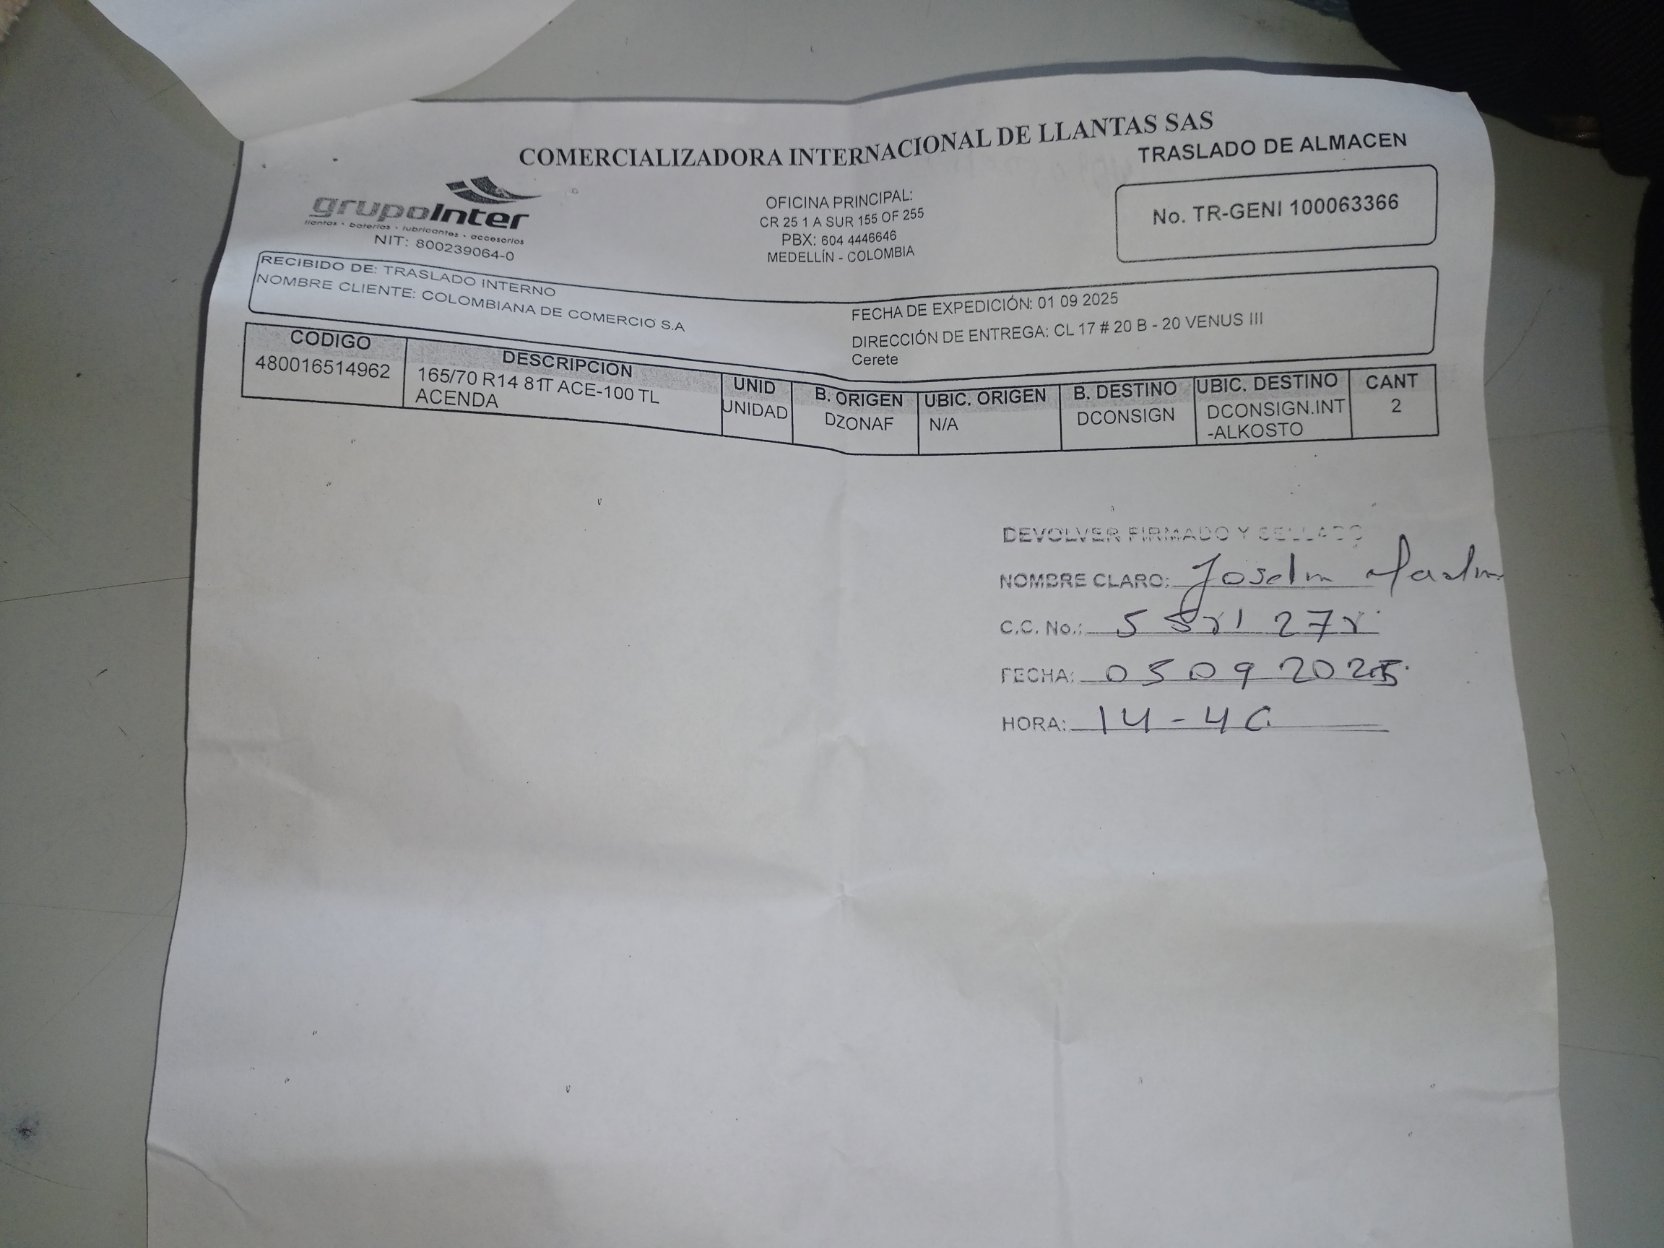 COMERCIALIZADORA INTERNACIONAL DE LLANTAS SAS
TRASLADO DE ALMACEN
grupoInter
llantas • baterías • lubricantes • accesorios
NIT: 800239064-0
OFICINA PRINCIPAL:
CR 25 1 A SUR 155 OF 255
PBX: 604 4446646
MEDELLÍN - COLOMBIA
No. TR-GENI 100063366
RECIBIDO DE: TRASLADO INTERNO
NOMBRE CLIENTE: COLOMBIANA DE COMERCIO S.A
FECHA DE EXPEDICIÓN: 01 09 2025
DIRECCIÓN DE ENTREGA: CL 17 # 20 B - 20 VENUS III
Cerete
CODIGO DESCRIPCION UNID B. ORIGEN UBIC. ORIGEN B. DESTINO UBIC. DESTINO CANT
480016514962 165/70 R14 81T ACE-100 TL UNIDAD DZONAF N/A DCONSIGN DCONSIGN.INT 2
ACENDA -ALKOSTO
DEVOLVER FIRMADO Y SELLADO
NOMBRE CLARO:
C.C. No.:
FECHA: 05 09 2025
HORA: 14-40